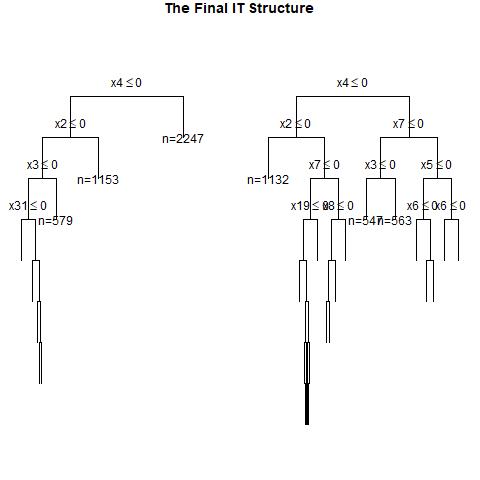 The Final IT Structure
x4 ≤ 0
x4 ≤ 0
x2 ≤ 0
n=2247
x2 ≤ 0
x7 ≤ 0
x3 ≤ 0
n=1153
n=1132
x7 ≤ 0
x3 ≤ 0
x5 ≤ 0
x31 ≤ 0
n=579
x19 ≤ 0
x8 ≤ 0
n=547
n=563
x6 ≤ 0
x6 ≤ 0